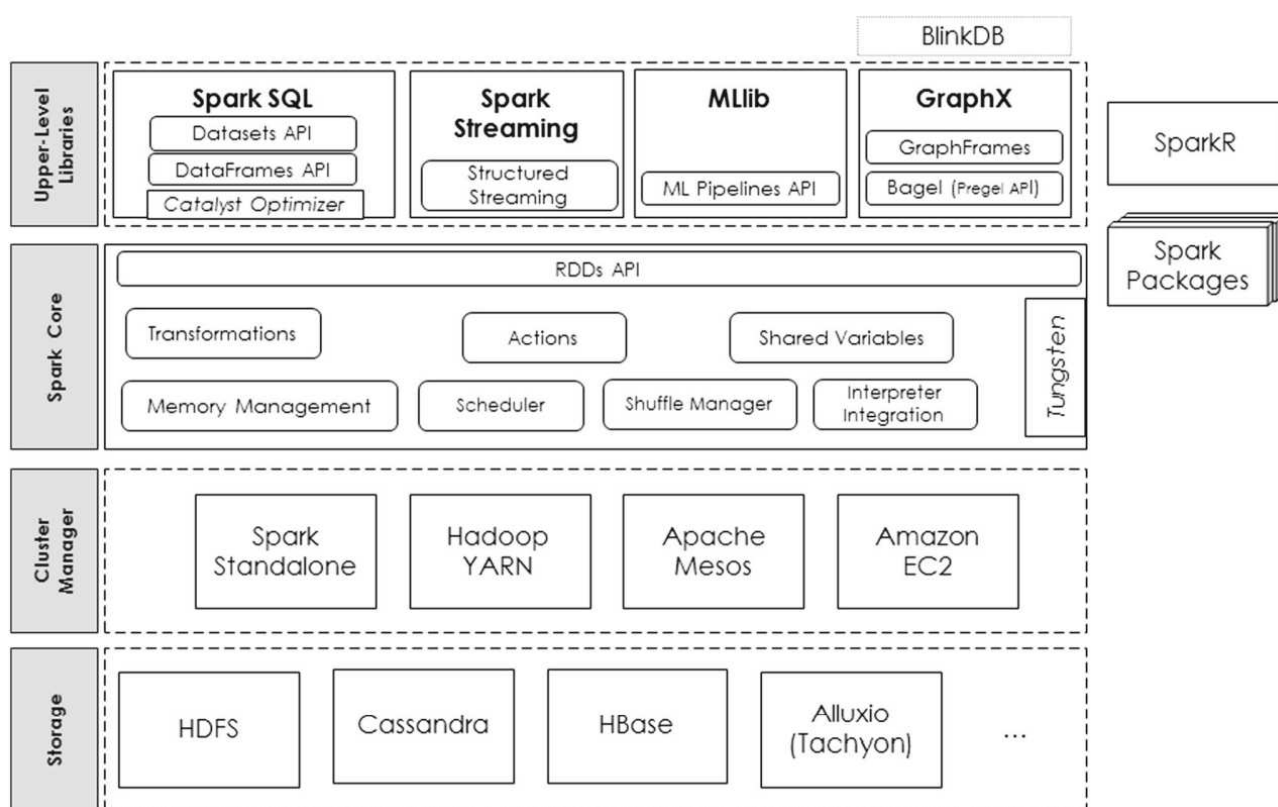 BlinkDB
Upper-Level
Libraries
Spark SQL
Datasets API
DataFrames API
Catalyst Optimizer
Spark
Streaming
Structured
Streaming
MLlib
ML Pipelines API
GraphX
GraphFrames
Bagel (Pregel API)
SparkR
Spark
Packages
Spark Core
RDDs API
Transformations
Actions
Shared Variables
Memory Management
Scheduler
Shuffle Manager
Interpreter
Integration
Tungsten
Cluster
Manager
Spark
Standalone
Hadoop
YARN
Apache
Mesos
Amazon
EC2
Storage
HDFS
Cassandra
HBase
Alluxio
(Tachyon)
...